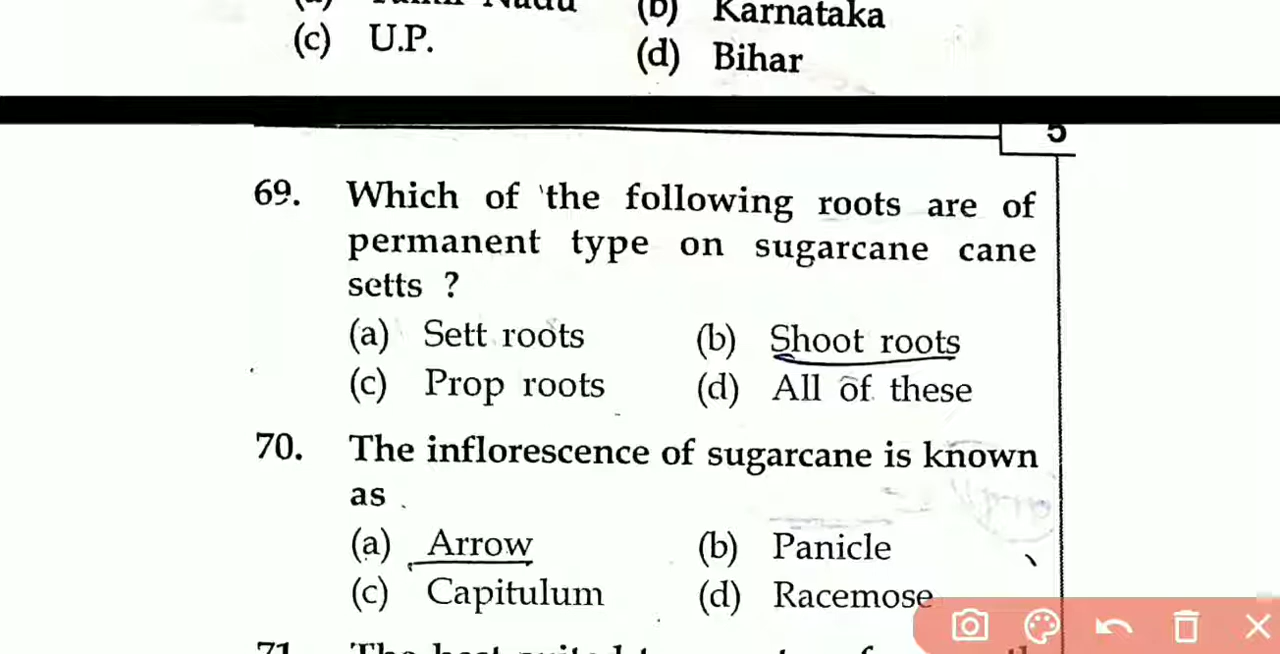 (b) Karnataka
(c) U.P.
(d) Bihar
5
69. Which of the following roots are of
permanent type on sugarcane cane
setts ?
(a) Sett roots (b) Shoot roots
(c) Prop roots (d) All of these
70. The inflorescence of sugarcane is known
as
(a) Arrow (b) Panicle
(c) Capitulum (d) Racemose
71.